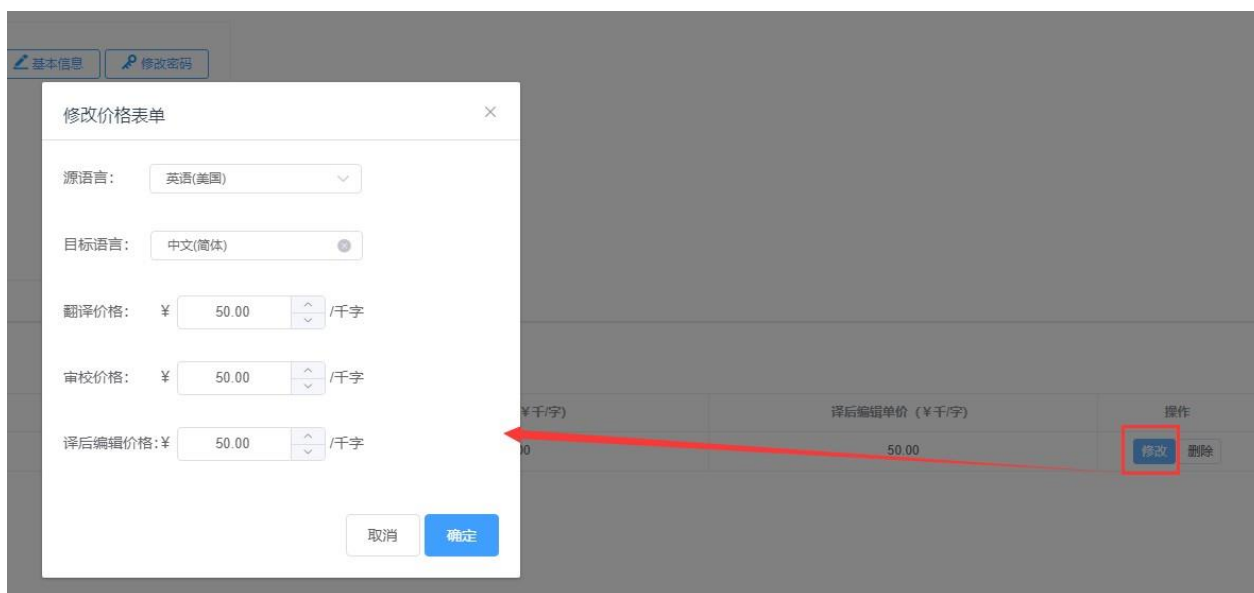 基本信息 修改密码
修改价格表单
源语言: 英语(美国)
目标语言: 中文(简体)
翻译价格: ¥ 50.00 /千字
审校价格: ¥ 50.00 /千字
¥千/字) 译后编辑单价 (¥千/字) 操作
译后编辑价格:¥ 50.00 /千字
50.00 修改 删除
取消 确定